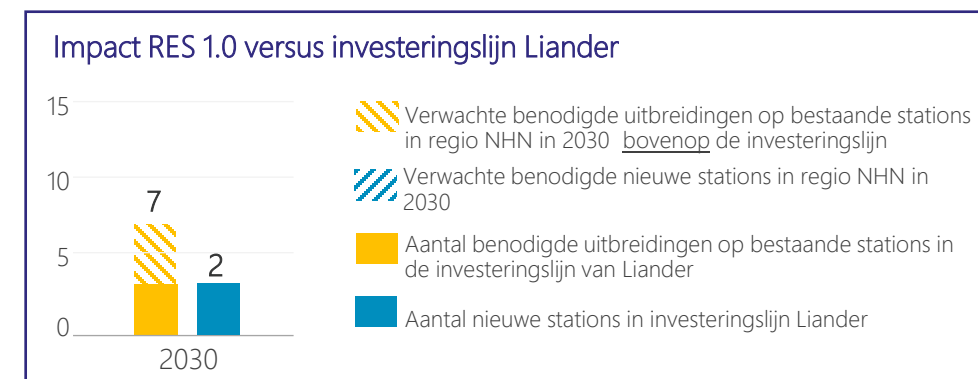 Impact RES 1.0 versus investeringslijn Liander
15
10
5
0
7
2
2030
Verwachte benodigde uitbreidingen op bestaande stations
in regio NHN in 2030 bovenop de investeringslijn
Verwachte benodigde nieuwe stations in regio NHN in
2030
Aantal benodigde uitbreidingen op bestaande stations in
de investeringslijn van Liander
Aantal nieuwe stations in investeringslijn Liander